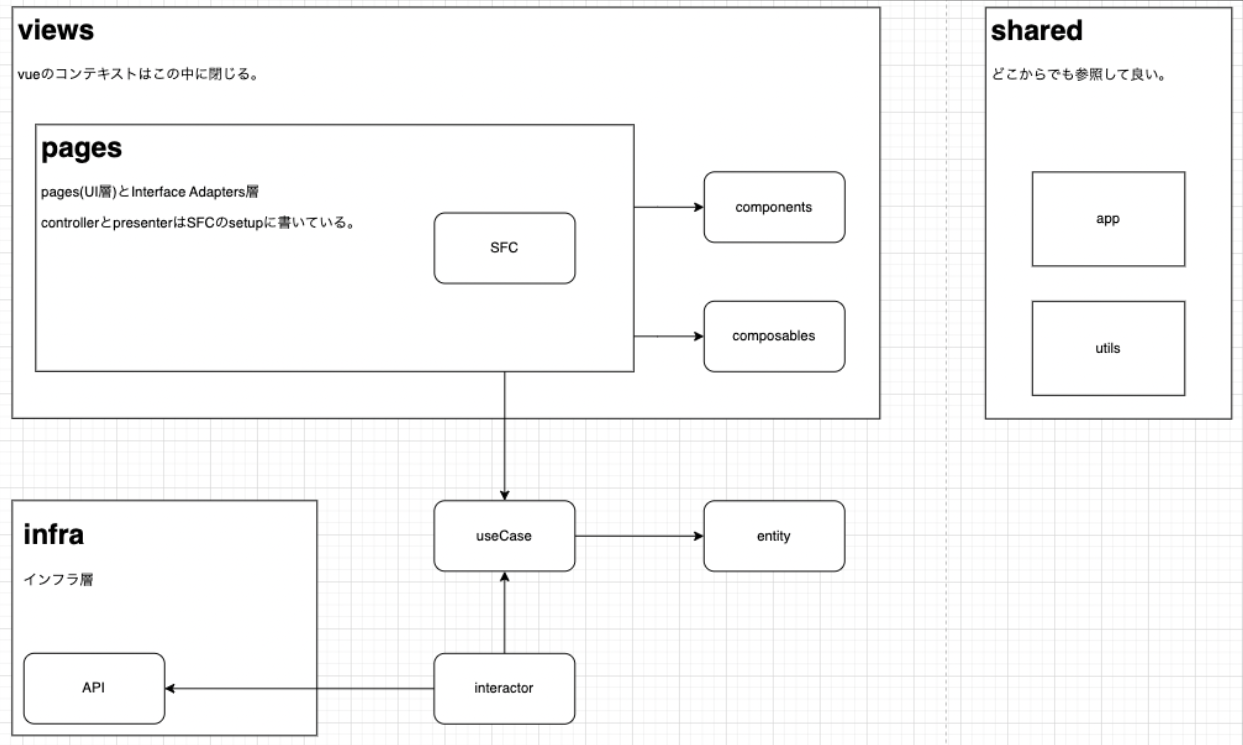 views
vueのコンテキストはこの中に閉じる。
pages
pages(UI層)とInterface Adapters層
controllerとpresenterはSFCのsetupに書いている。
SFC
components
composables
shared
どこからでも参照して良い。
app
utils
infra
インフラ層
API
useCase
entity
interactor